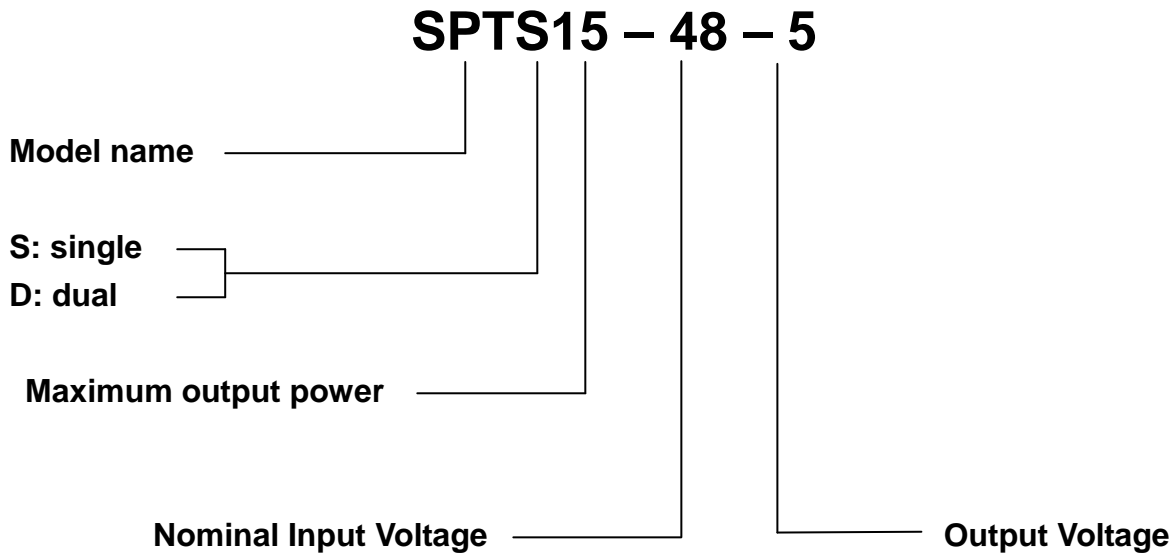 SPTS15 – 48 – 5
Model name
S: single
D: dual
Maximum output power
Nominal Input Voltage
Output Voltage